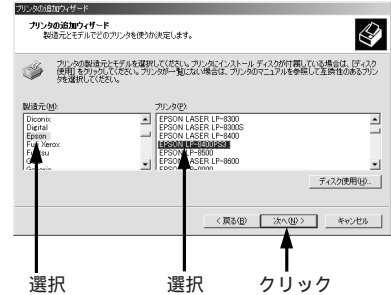 プリンタの追加ウィザード
プリンタの追加ウィザード
製造元とモデルでどのプリンタを使うか決定します。
プリンタの製造元とモデルを選択してください。プリンタにインストール ディスクが付属している場合は、[ディスク
使用] をクリックしてください。プリンタが一覧にない場合は、プリンタのマニュアルを参照して互換性のあるプリン
タを選択してください。
製造元(M):
プリンタ(P):
Diconix
Digital
Epson
Fuji Xerox
Fujitsu
EPSON LASER LP-8300
EPSON LASER LP-8300S
EPSON LASER LP-8400
EPSON LP-8400PS3
EPSON LP-8500
EPSON LASER LP-8600
ディスク使用(H)...
< 戻る(B)
次へ(N) >
キャンセル
選択
選択
クリック